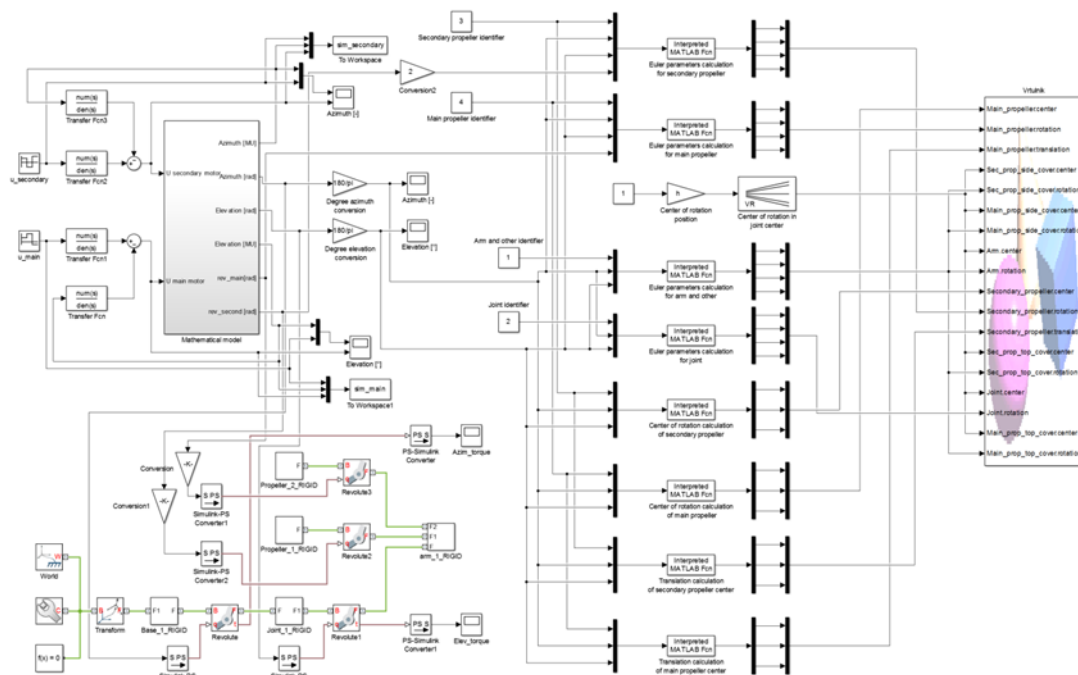 3
Secondary propeller identifier
sim_secondary
To Workspace
2
Conversion2
Azimuth [-]
num(s)
den(s)
Transfer Fcn3
u_secondary
num(s)
den(s)
Transfer Fcn2
u_main
num(s)
den(s)
Transfer Fcn1
num(s)
den(s)
Transfer Fcn
Azimuth [MU]
U secondary motor
Azimuth [rad]
Elevation [rad]
Elevation [MU]
U main motor
rev_main[rad]
rev_second.[rad]
Mathematical model
180/pi
Degree azimuth
conversion
Azimuth [-]
180/pi
Degree elevation
conversion
Elevation [°]
Elevation [°]
sim_main
To Workspace1
4
Main propeller identifier
1
h
Center of rotation
position
VR
Center of rotation in
joint center
Arm and other identifier
1
Joint identifier
2
Interpreted
MATLAB Fcn
Euler parameters calculation
for secondary propeller
Interpreted
MATLAB Fcn
Euler parameters calculation
for main propeller
Interpreted
MATLAB Fcn
Euler parameters calculation
for arm and other
Interpreted
MATLAB Fcn
Euler parameters calculation
for joint
Interpreted
MATLAB Fcn
Center of rotation calculation
of secondary propeller
Interpreted
MATLAB Fcn
Center of rotation calculation
of main propeller
Interpreted
MATLAB Fcn
Translation calculation
of secondary propeller center
Interpreted
MATLAB Fcn
Translation calculation
of main propeller center
Vrtulnik
Main_propeller.center
Main_propeller.rotation
Main_propeller.translation
Sec_prop_side_cover.center
Sec_prop_side_cover.rotation
Main_prop_side_cover.center
Main_prop_side_cover.rotation
Arm.center
Arm.rotation
Secondary_propeller.center
Secondary_propeller.rotation
Secondary_propeller.translat
Sec_prop_top_cover.center
Sec_prop_top_cover.rotation
Joint.center
Joint.rotation
Main_prop_top_cover.center
Main_prop_top_cover.rotation
-K-
Conversion
-K-
Conversion1
S PS
Simulink-PS
Converter1
S PS
Simulink-PS
Converter2
F
Propeller_2_RIGID
B
F
Revolute3
F
Propeller_1_RIGID
B
F
Revolute2
F2
F1
F
arm_1_RIGID
PS S
PS-Simulink
Converter
Azim_torque
W
World
C
f(x) = 0
B
F
Transform
F1
F
Base_1_RIGID
B
F
Revolute
F
F1
Joint_1_RIGID
B
F
Revolute1
PS S
PS-Simulink
Converter1
Elev_torque
S PS
S PS